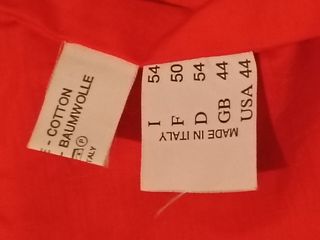 - COTTON
- BAUMWOLLE
P
I 54
F 50
D 54
GB 44
USA 44
MADE IN ITALY